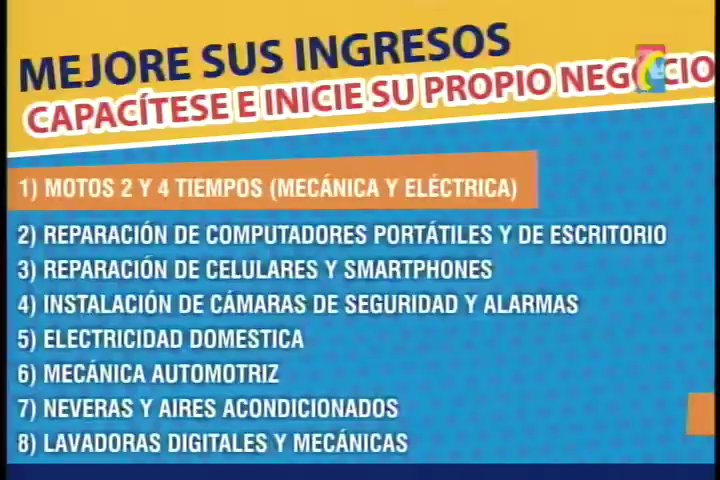 MEJORE SUS INGRESOS
CAPACÍTESE E INICIE SU PROPIO NEGOCIO
1) MOTOS 2 Y 4 TIEMPOS (MECÁNICA Y ELÉCTRICA)
2) REPARACIÓN DE COMPUTADORES PORTÁTILES Y DE ESCRITORIO
3) REPARACIÓN DE CELULARES Y SMARTPHONES
4) INSTALACIÓN DE CÁMARAS DE SEGURIDAD Y ALARMAS
5) ELECTRICIDAD DOMESTICA
6) MECÁNICA AUTOMOTRIZ
7) NEVERAS Y AIRES ACONDICIONADOS
8) LAVADORAS DIGITALES Y MECÁNICAS